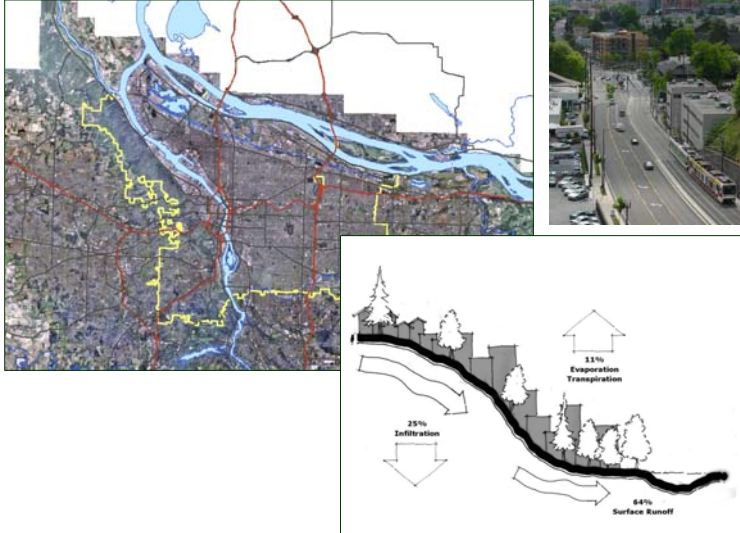 11%
Evaporation
Transpiration
25%
Infiltration
64%
Surface Runoff